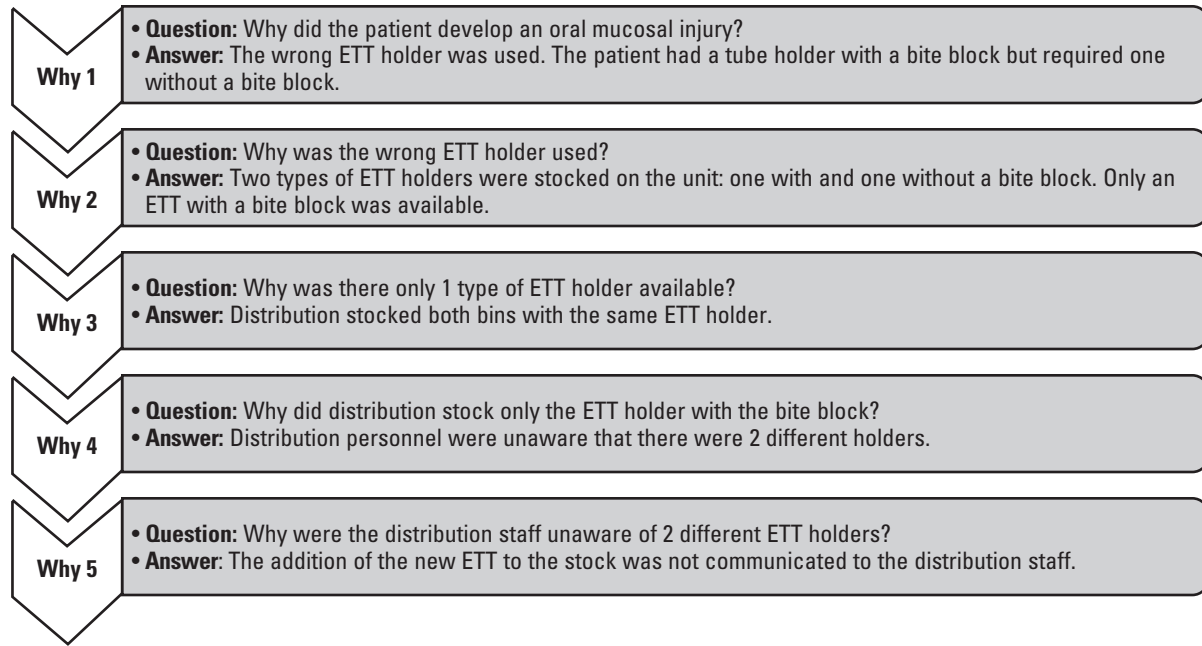 Why 1
• Question: Why did the patient develop an oral mucosal injury?
• Answer: The wrong ETT holder was used. The patient had a tube holder with a bite block but required one
without a bite block.
Why 2
• Question: Why was the wrong ETT holder used?
• Answer: Two types of ETT holders were stocked on the unit: one with and one without a bite block. Only an
ETT with a bite block was available.
Why 3
• Question: Why was there only 1 type of ETT holder available?
• Answer: Distribution stocked both bins with the same ETT holder.
Why 4
• Question: Why did distribution stock only the ETT holder with the bite block?
• Answer: Distribution personnel were unaware that there were 2 different holders.
Why 5
• Question: Why were the distribution staff unaware of 2 different ETT holders?
• Answer: The addition of the new ETT to the stock was not communicated to the distribution staff.